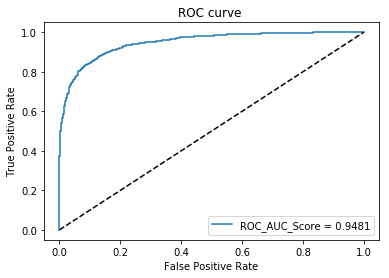 ROC curve
1.0
0.8
0.6
0.4
0.2
0.0
True Positive Rate
ROC_AUC_Score = 0.9481
0.0 0.2 0.4 0.6 0.8 1.0
False Positive Rate